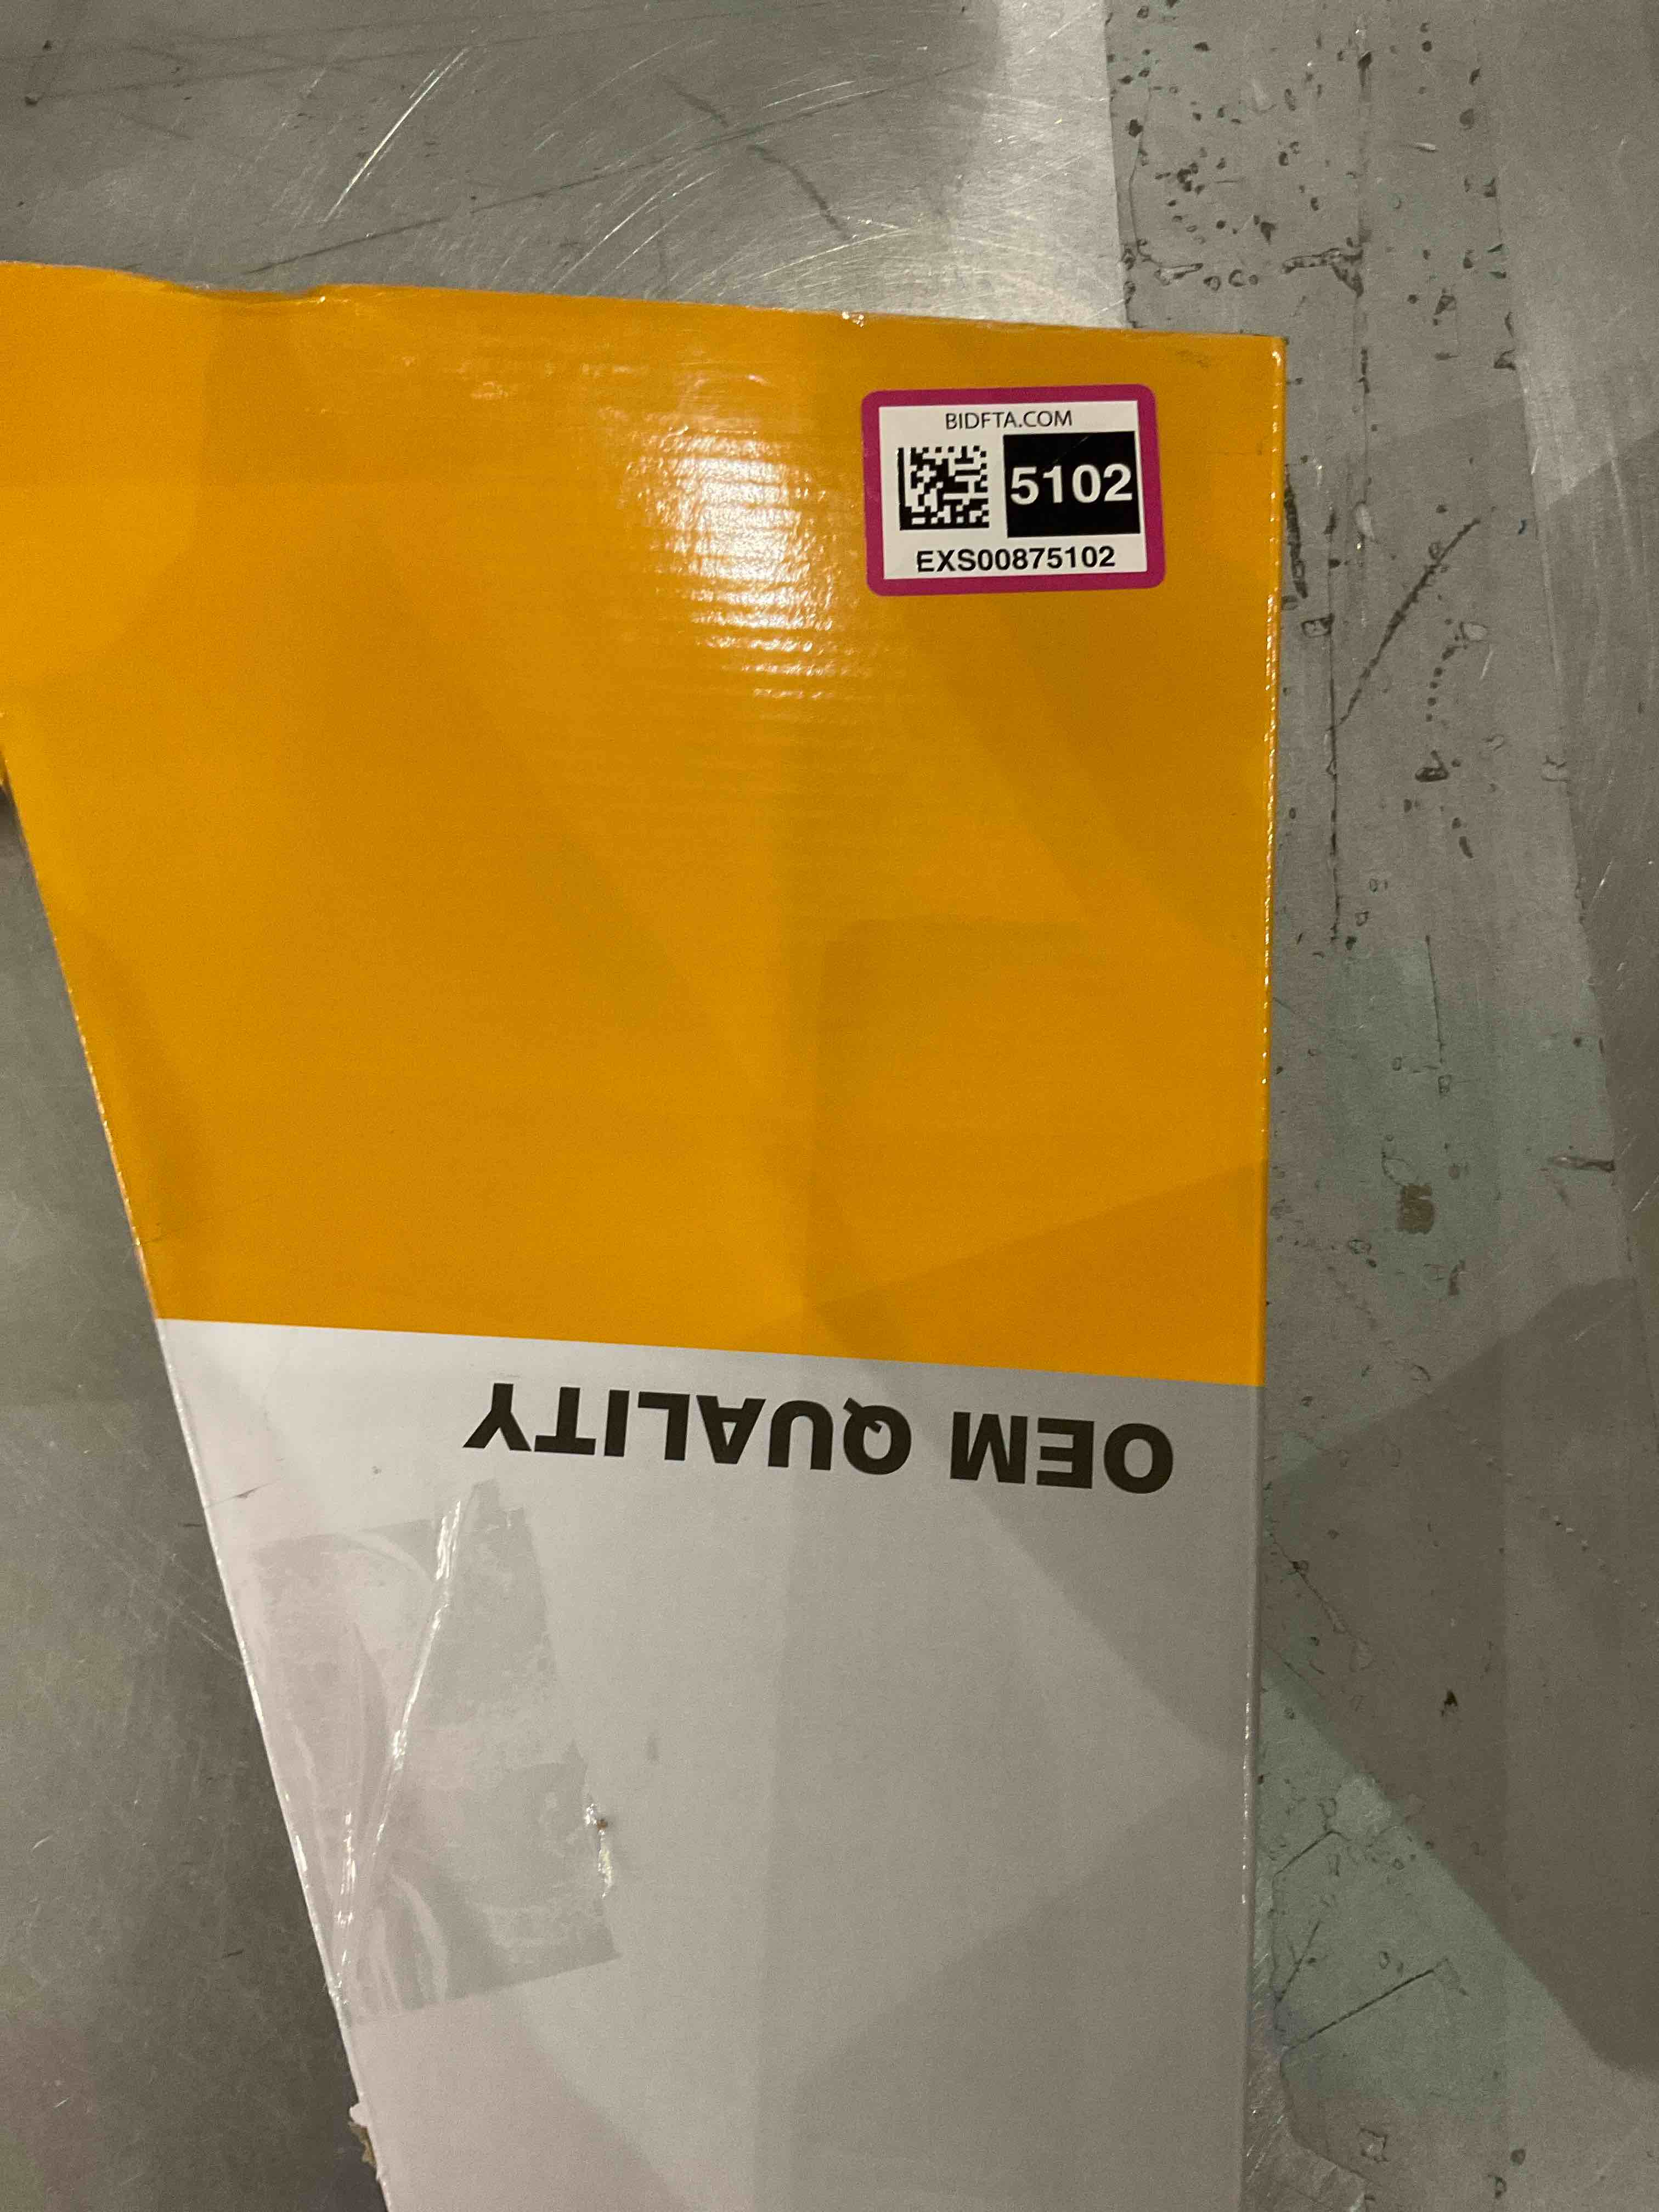 BIDFTA.COM
5102
EXS00875102
OEM QUALITY